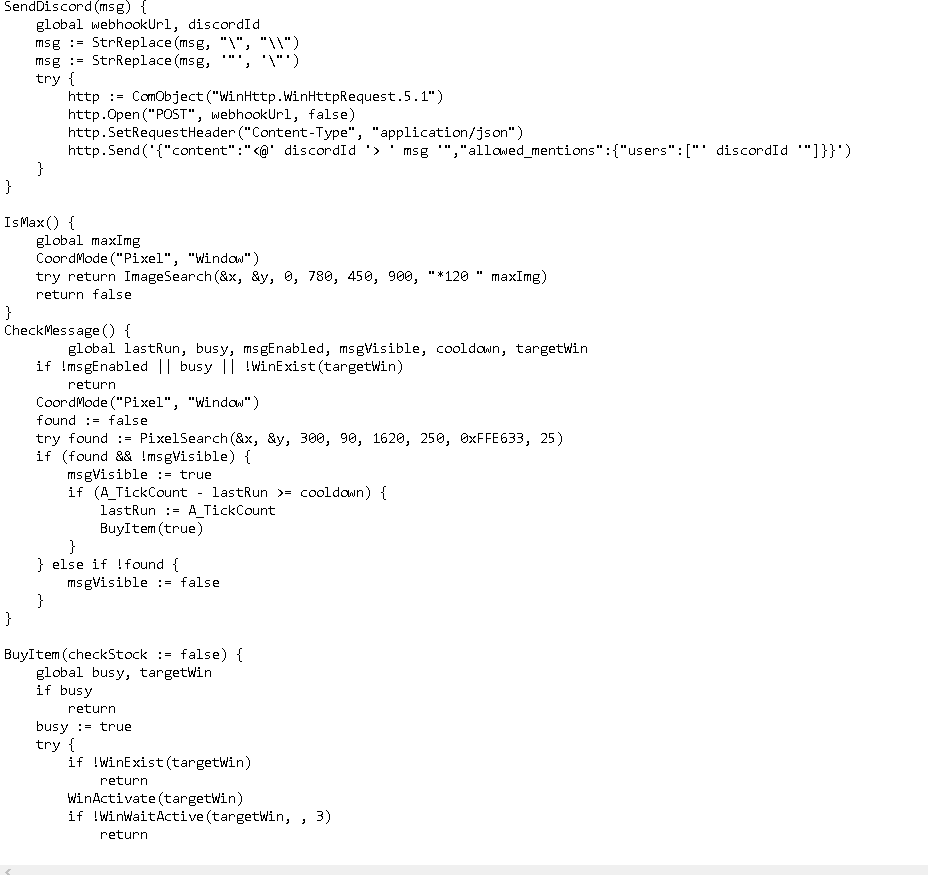 SendDiscord(msg) {
    global webhookUrl, discordId
    msg := StrReplace(msg, "\", "\\")
    msg := StrReplace(msg, '"', '\"')
    try {
        http := ComObject("WinHttp.WinHttpRequest.5.1")
        http.Open("POST", webhookUrl, false)
        http.SetRequestHeader("Content-Type", "application/json")
        http.Send('{"content":"<@' discordId '> ' msg '","allowed_mentions":{"users":["' discordId '"]}}')
    }
}

IsMax() {
    global maxImg
    CoordMode("Pixel", "Window")
    try return ImageSearch(&x, &y, 0, 780, 450, 900, "*120 " maxImg)
    return false
}
CheckMessage() {
        global lastRun, busy, msgEnabled, msgVisible, cooldown, targetWin
    if !msgEnabled || busy || !WinExist(targetWin)
        return
    CoordMode("Pixel", "Window")
    found := false
    try found := PixelSearch(&x, &y, 300, 90, 1620, 250, 0xFFE633, 25)
    if (found && !msgVisible) {
        msgVisible := true
        if (A_TickCount - lastRun >= cooldown) {
            lastRun := A_TickCount
            BuyItem(true)
        }
    } else if !found {
        msgVisible := false
    }
}

BuyItem(checkStock := false) {
    global busy, targetWin
    if busy
        return
    busy := true
    try {
        if !WinExist(targetWin)
            return
        WinActivate(targetWin)
        if !WinWaitActive(targetWin, , 3)
            return